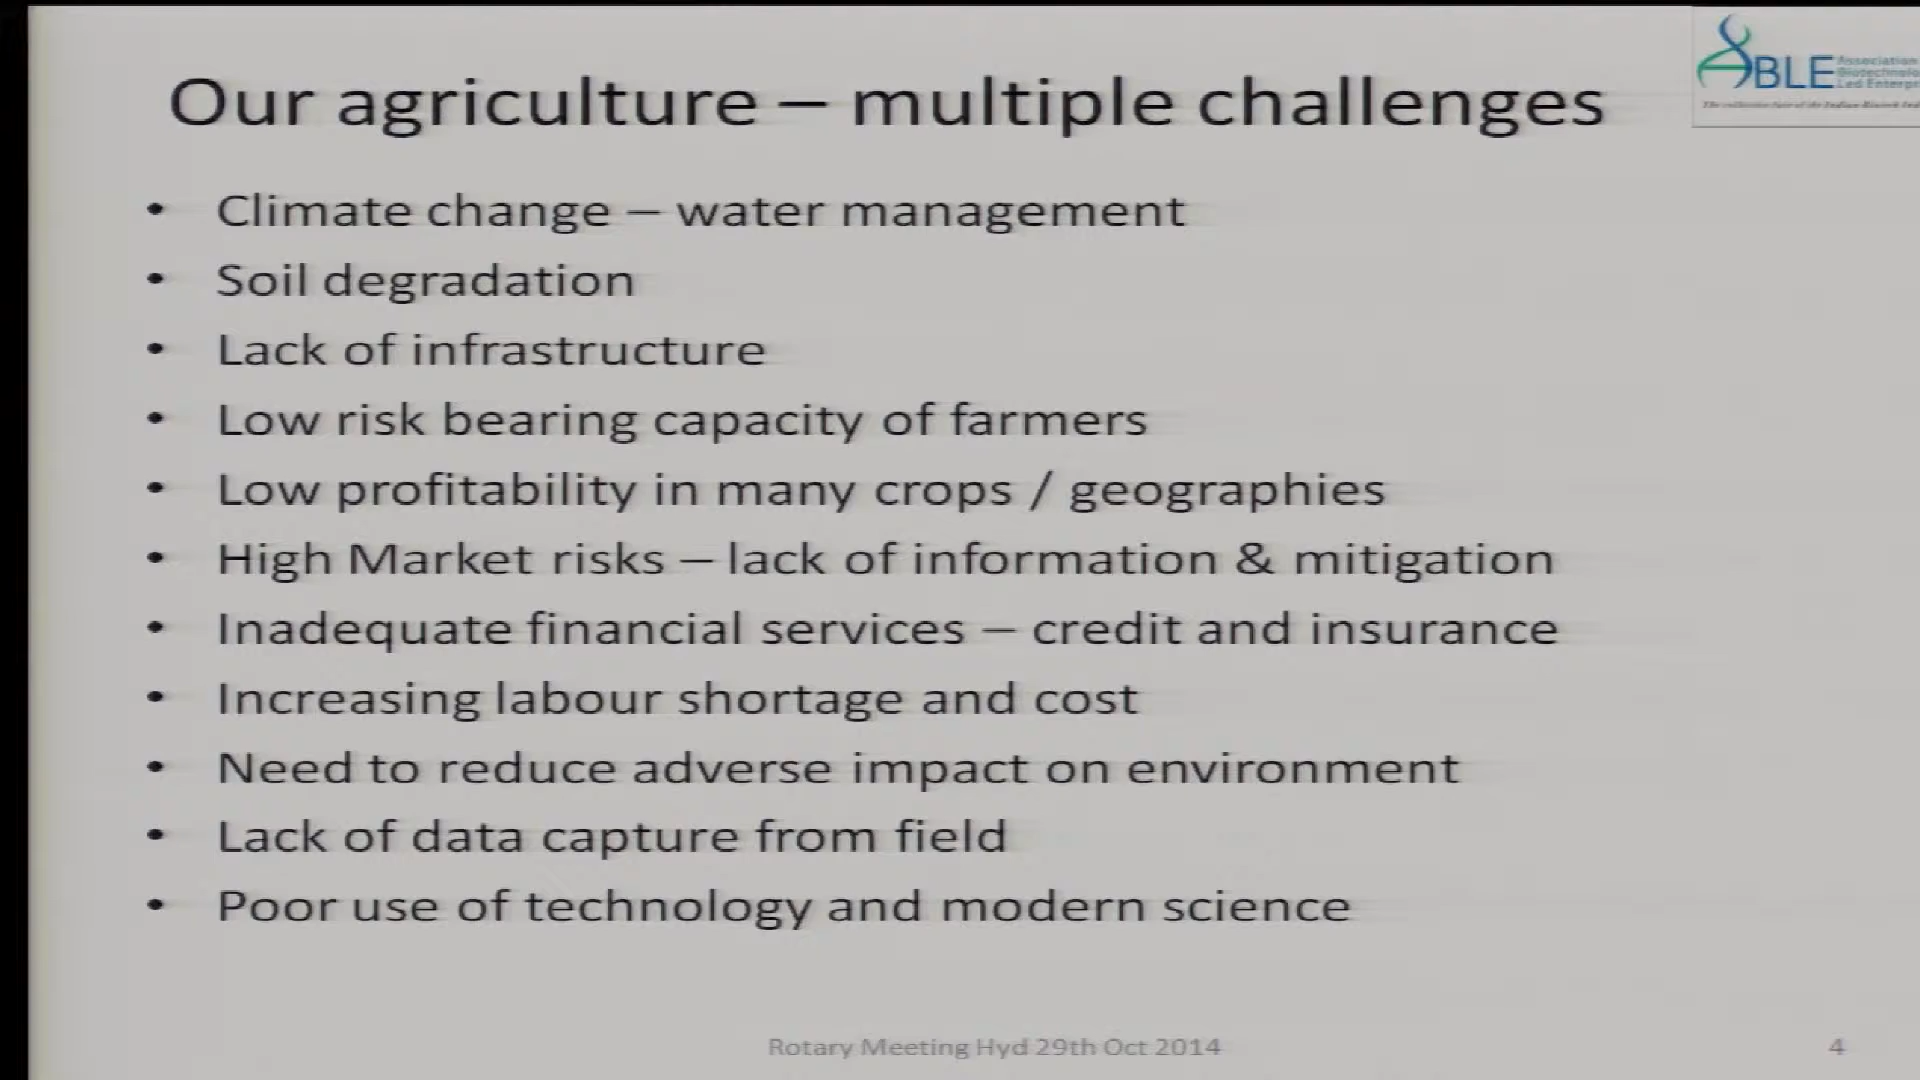 Our agriculture – multiple challenges
BLE
Association
Led
• Climate change – water management
• Soil degradation
• Lack of infrastructure
• Low risk bearing capacity of farmers
• Low profitability in many crops / geographies
• High Market risks – lack of information & mitigation
• Inadequate financial services – credit and insurance
• Increasing labour shortage and cost
• Need to reduce adverse impact on environment
• Lack of data capture from field
• Poor use of technology and modern science
Rotary Meeting Hyd 29th Oct 2014
4